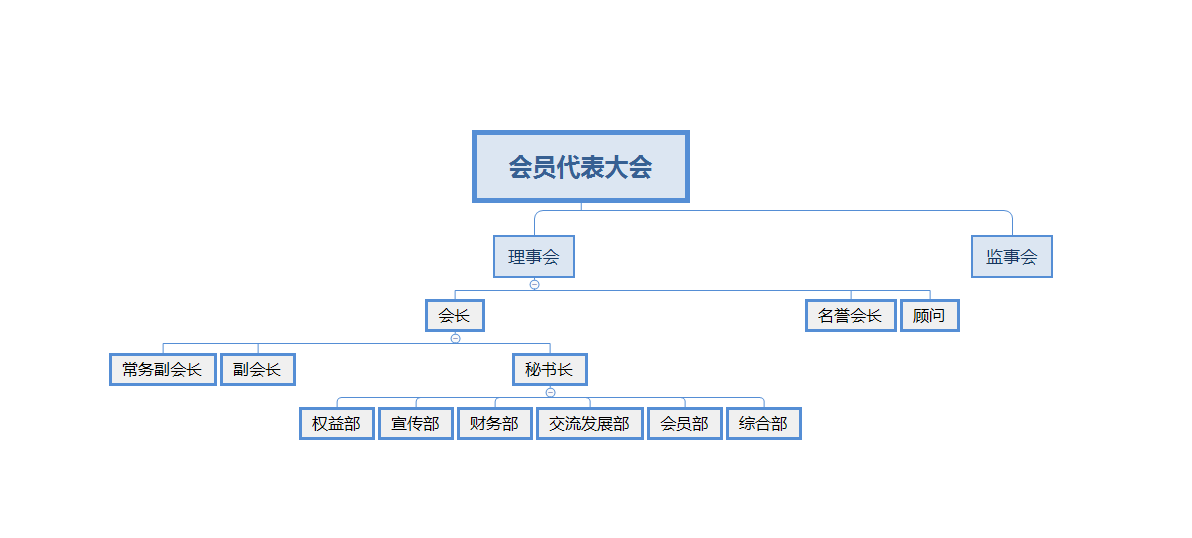 会员代表大会
理事会
监事会
会长
名誉会长
顾问
常务副会长
副会长
秘书长
权益部
宣传部
财务部
交流发展部
会员部
综合部